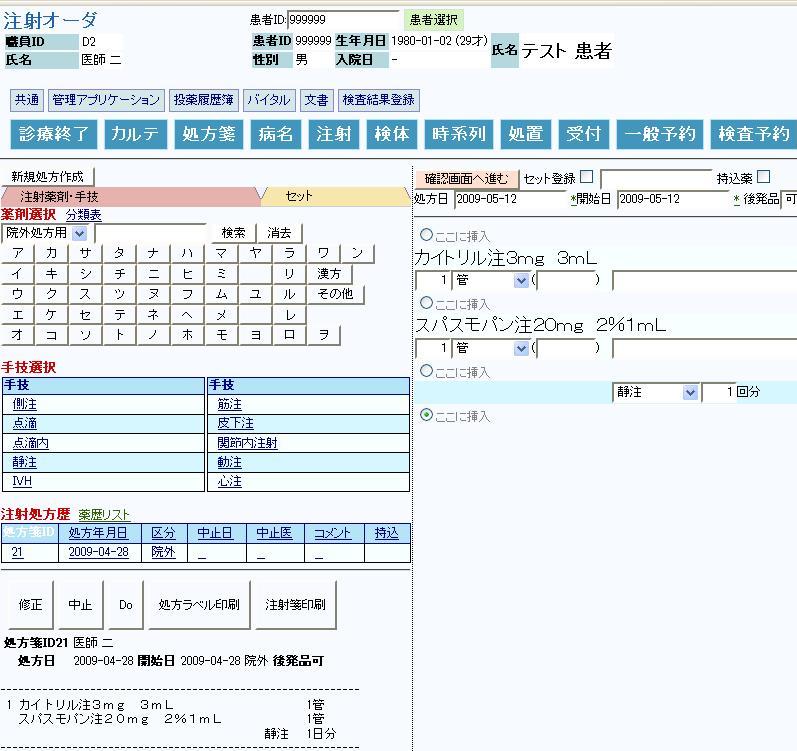 注射オーダ
患者ID:999999 患者選択
職員ID D2
氏名 医師 二
患者ID 999999 生年月日 1980-01-02 (29才) 氏名 テスト 患者
性別 男 入院日 -
共通 管理アプリケーション 投薬履歴簿 バイタル 文書 検査結果登録
診療終了 カルテ 処方箋 病名 注射 検体 時系列 処置 受付 一般予約 検査予約
新規処方作成
注射薬剤・手技 セット
薬剤選択 分類表
院外処方用 検索 消去
ア カ サ タ ナ ハ マ ヤ ラ ワ ン
イ キ シ チ ニ ヒ ミ リ 漢方
ウ ク ス ツ ヌ フ ム ユ ル その他
エ ケ セ テ ネ ヘ メ レ
オ コ ソ ト ノ ホ モ ヨ ロ ヲ
手技選択
手技 手技
側注 筋注
点滴 皮下注
点滴内 関節内注射
静注 動注
IVH 心注
注射処方歴 薬歴リスト
処方箋ID 処方年月日 区分 中止日 中止医 コメント 持込
21 2009-04-28 院外 _ _ _
修正 中止 Do 処方ラベル印刷 注射箋印刷
処方箋ID21 医師 二
処方日 2009-04-28 開始日 2009-04-28 院外 後発品可
1 カイトリル注3mg 3mL 1管
スパスモパン注20mg 2%1mL 1管
静注 1日分
確認画面へ進む セット登録 持込薬
処方日 2009-05-12 *開始日 2009-05-12 * 後発品 可
ここに挿入
カイトリル注3mg 3mL
1 管 ( )
ここに挿入
スパスモパン注20mg 2%1mL
1 管 ( )
ここに挿入
静注 1 回分
ここに挿入